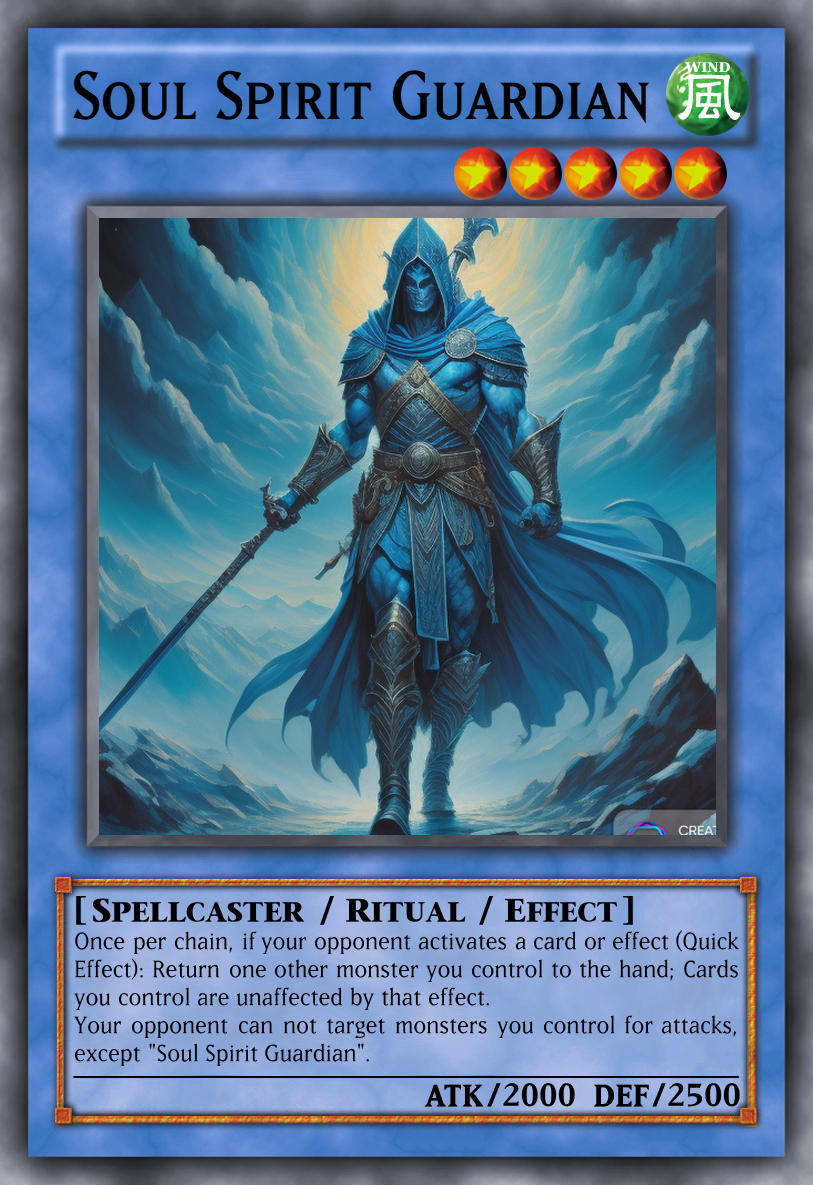 Soul Spirit Guardian
WIND
風
[ Spellcaster / Ritual / Effect ]
Once per chain, if your opponent activates a card or effect (Quick
Effect): Return one other monster you control to the hand; Cards
you control are unaffected by that effect.
Your opponent can not target monsters you control for attacks,
except "Soul Spirit Guardian".
ATK/2000 DEF/2500